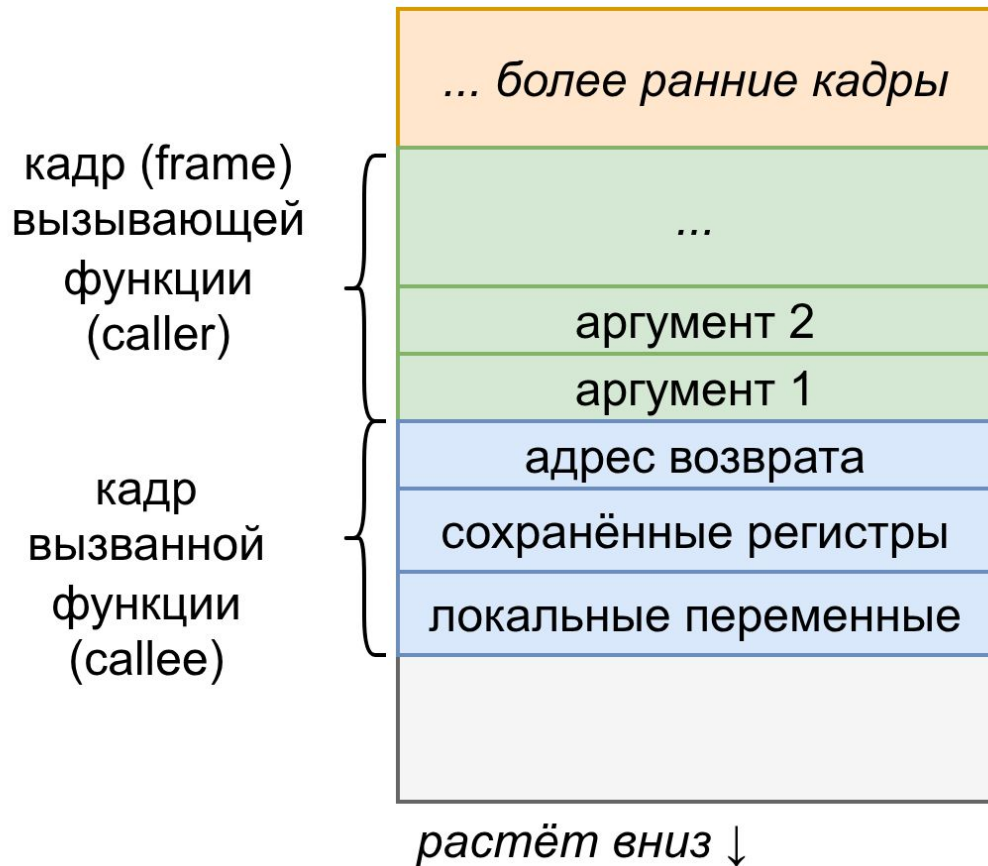 ... более ранние кадры
кадр (frame)
вызывающей
функции
(caller)
...
аргумент 2
аргумент 1
кадр
вызванной
функции
(callee)
адрес возврата
сохранённые регистры
локальные переменные
растёт вниз ↓